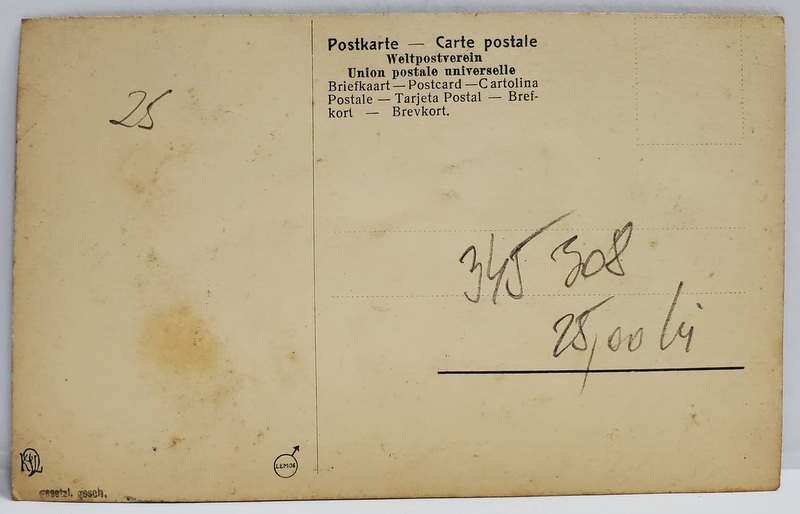 Postkarte — Carte postale
Weltpostverein
Union postale universelle
Briefkaart — Postcard — Cartolina
Postale — Tarjeta Postal — Bref-
kort — Brevkort.
25
345 308
25,00 lei
gesetzl. gesch.